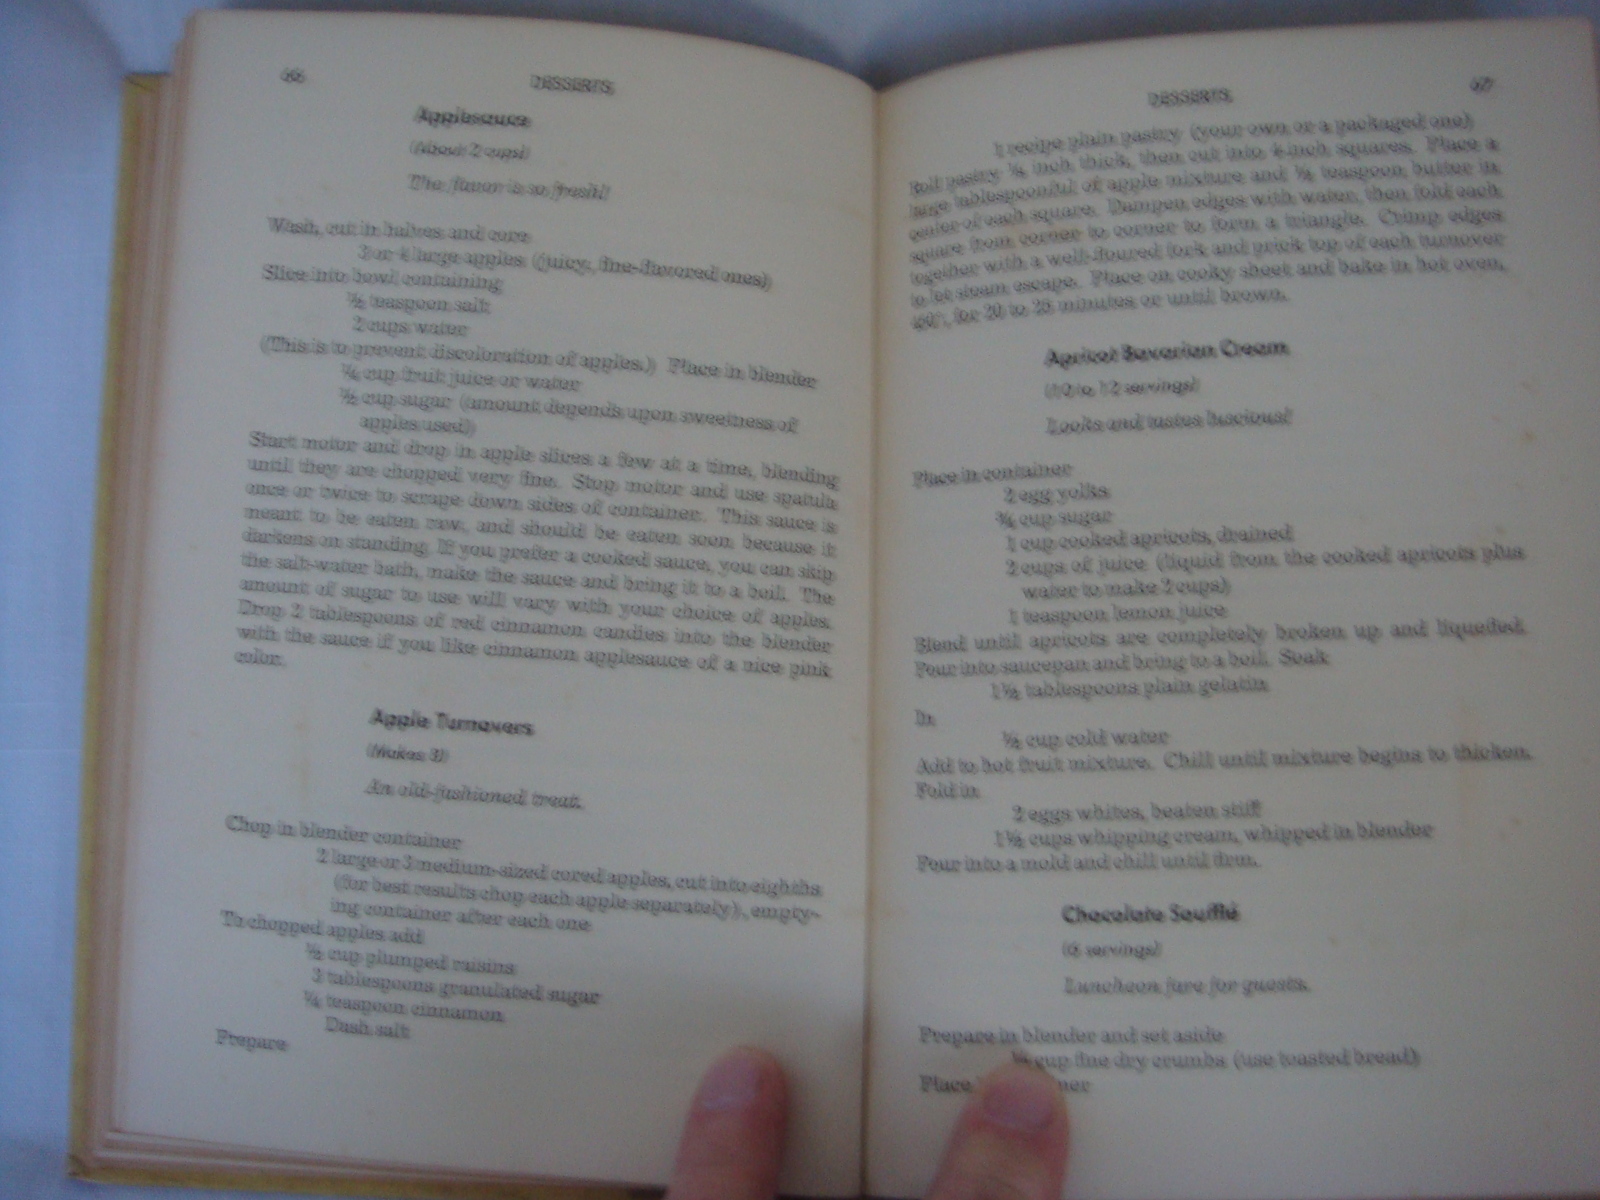 66
DESSERTS
Applesauce
(About 2 cups)
The flavor is so fresh!
Wash, cut in halves and core
3 or 4 large apples (juicy, fine-flavored ones)
Slice into bowl containing
½ teaspoon salt
2 cups water
(This is to prevent discoloration of apples.) Place in blender
¼ cup fruit juice or water
½ cup sugar (amount depends upon sweetness of
apples used)
Start motor and drop in apple slices a few at a time, blending
until they are chopped very fine. Stop motor and use spatula
once or twice to scrape down sides of container. This sauce is
meant to be eaten raw, and should be eaten soon because it
darkens on standing. If you prefer a cooked sauce, you can skip
the salt-water bath, make the sauce and bring it to a boil. The
amount of sugar to use will vary with your choice of apples.
Drop 2 tablespoons of red cinnamon candies into the blender
with the sauce if you like cinnamon applesauce of a nice pink
color.
Apple Turnovers
(Makes 8)
An old-fashioned treat.
Chop in blender container
2 large or 3 medium-sized cored apples, cut into eighths
(for best results chop each apple separately), empty-
ing container after each one
To chopped apples add
½ cup plumped raisins
3 tablespoons granulated sugar
¼ teaspoon cinnamon
Dash salt
Prepare
DESSERTS
67
1 recipe plain pastry (your own or a packaged one)
Roll pastry ⅛ inch thick, then cut into 4-inch squares. Place a
large tablespoonful of apple mixture and ½ teaspoon butter in
center of each square. Dampen edges with water, then fold each
square from corner to corner to form a triangle. Crimp edges
together with a well-floured fork and prick top of each turnover
to let steam escape. Place on cooky sheet and bake in hot oven,
for 20 to 25 minutes or until brown.
Apricot Bavarian Cream
(10 to 12 servings)
Looks and tastes luscious!
Place in container
2 egg yolks
¾ cup sugar
1 cup cooked apricots, drained
2 cups of juice (liquid from the cooked apricots plus
water to make 2 cups)
1 teaspoon lemon juice
Blend until apricots are completely broken up and liquefied.
Pour into saucepan and bring to a boil. Soak
1½ tablespoons plain gelatin
In
½ cup cold water
Add to hot fruit mixture. Chill until mixture begins to thicken.
Fold in
2 eggs whites, beaten stiff
1½ cups whipping cream, whipped in blender
Pour into a mold and chill until firm.
Chocolate Soufflé
(6 servings)
Luncheon fare for guests.
Prepare in blender and set aside
cup fine dry crumbs (use toasted bread)
Place